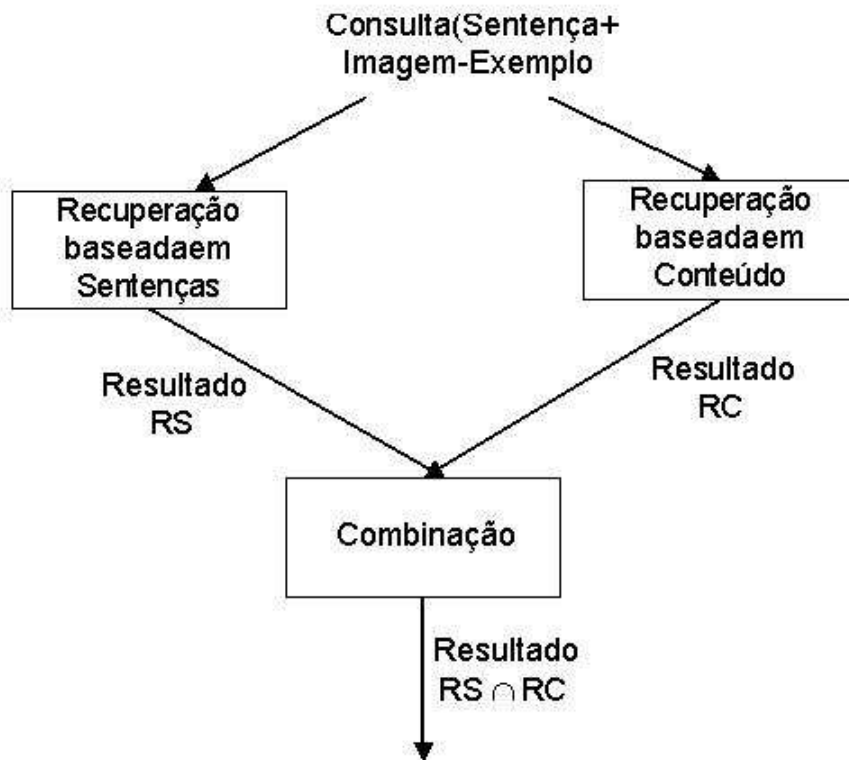 Consulta(Sentença+
Imagem-Exemplo
Recuperação
baseadaem
Sentenças
Recuperação
baseadaem
Conteúdo
Resultado
RS
Resultado
RC
Combinação
Resultado
RS ∩ RC